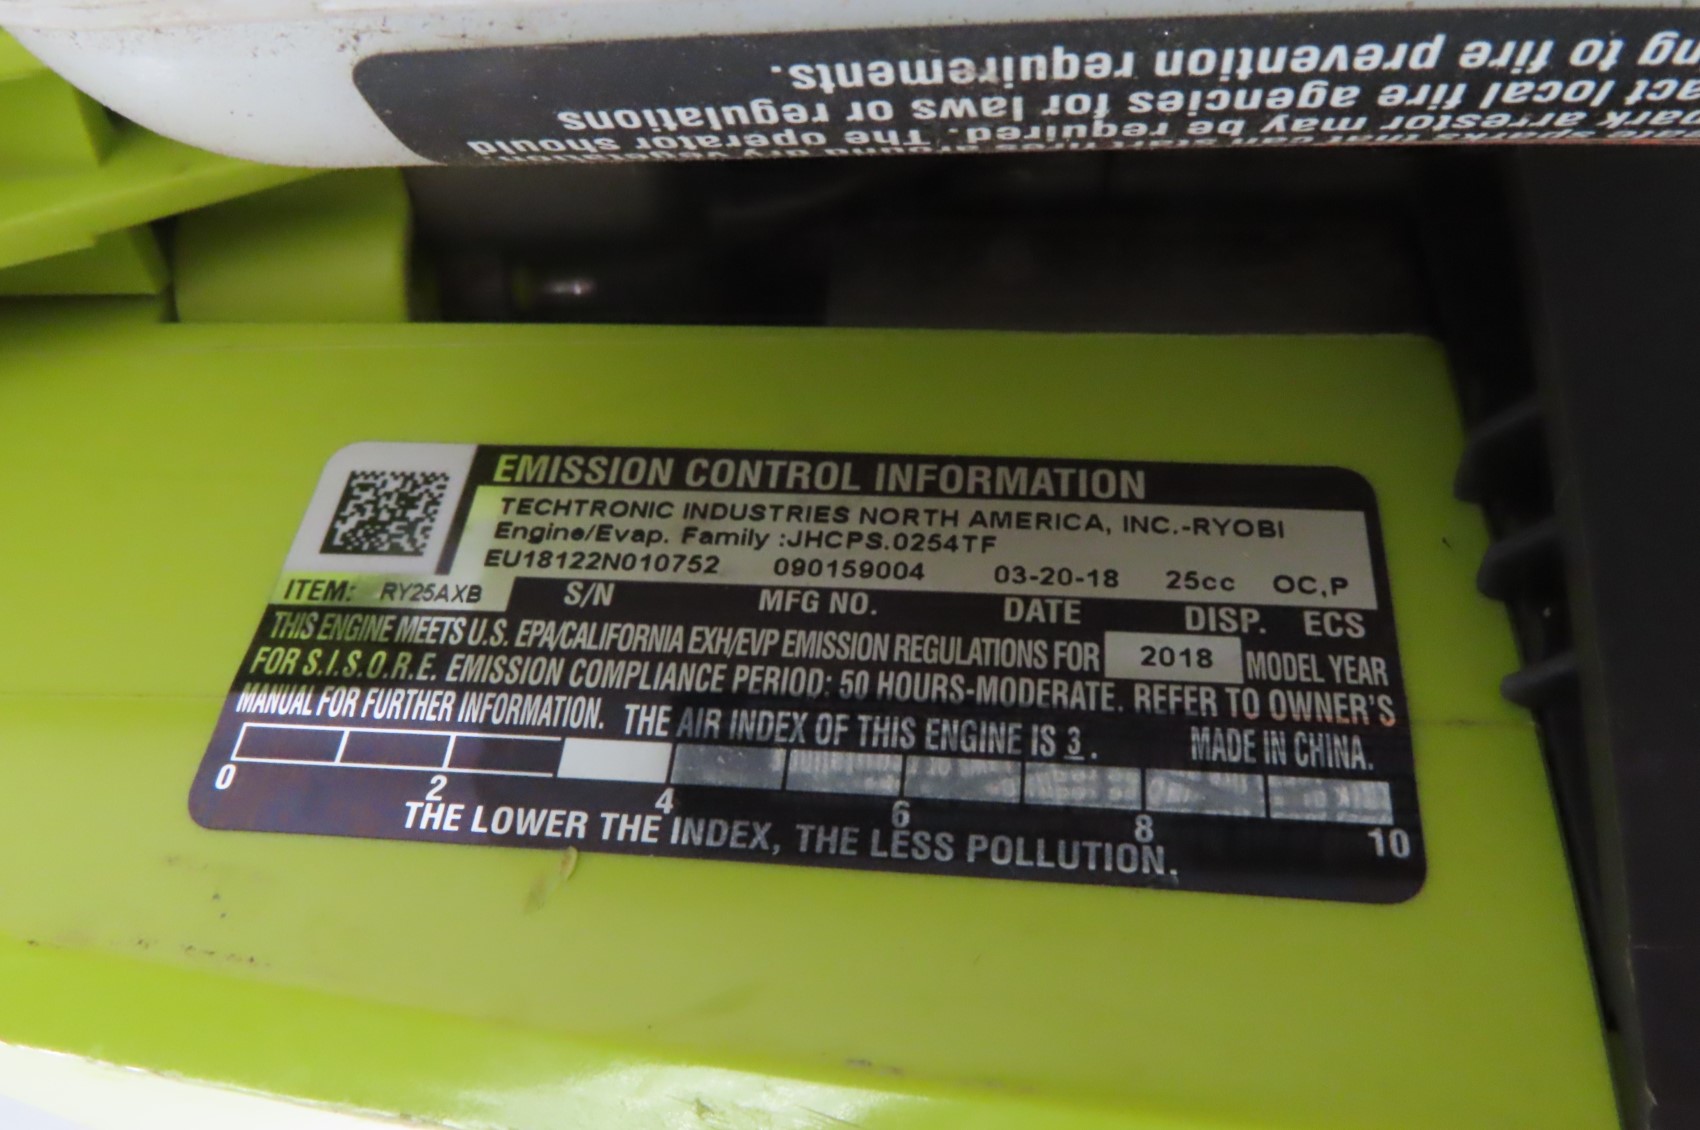 ng to fire prevention requirements.
act local fire agencies for laws or regulations
park arrestor may be required. The operator should
EMISSION CONTROL INFORMATION
TECHTRONIC INDUSTRIES NORTH AMERICA, INC.-RYOBI
Engine/Evap. Family :JHCPS.0254TF
EU18122N010752 090159004 03-20-18 25cc OC,P
ITEM: RY25AXB S/N MFG NO. DATE DISP. ECS
THIS ENGINE MEETS U.S. EPA/CALIFORNIA EXH/EVP EMISSION REGULATIONS FOR 2018 MODEL YEAR
FOR S.I.S.O.R.E. EMISSION COMPLIANCE PERIOD: 50 HOURS-MODERATE. REFER TO OWNER'S
MANUAL FOR FURTHER INFORMATION. THE AIR INDEX OF THIS ENGINE IS 3. MADE IN CHINA.
0 2 4 6 8 10
THE LOWER THE INDEX, THE LESS POLLUTION.